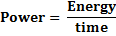 Power = Energy / time